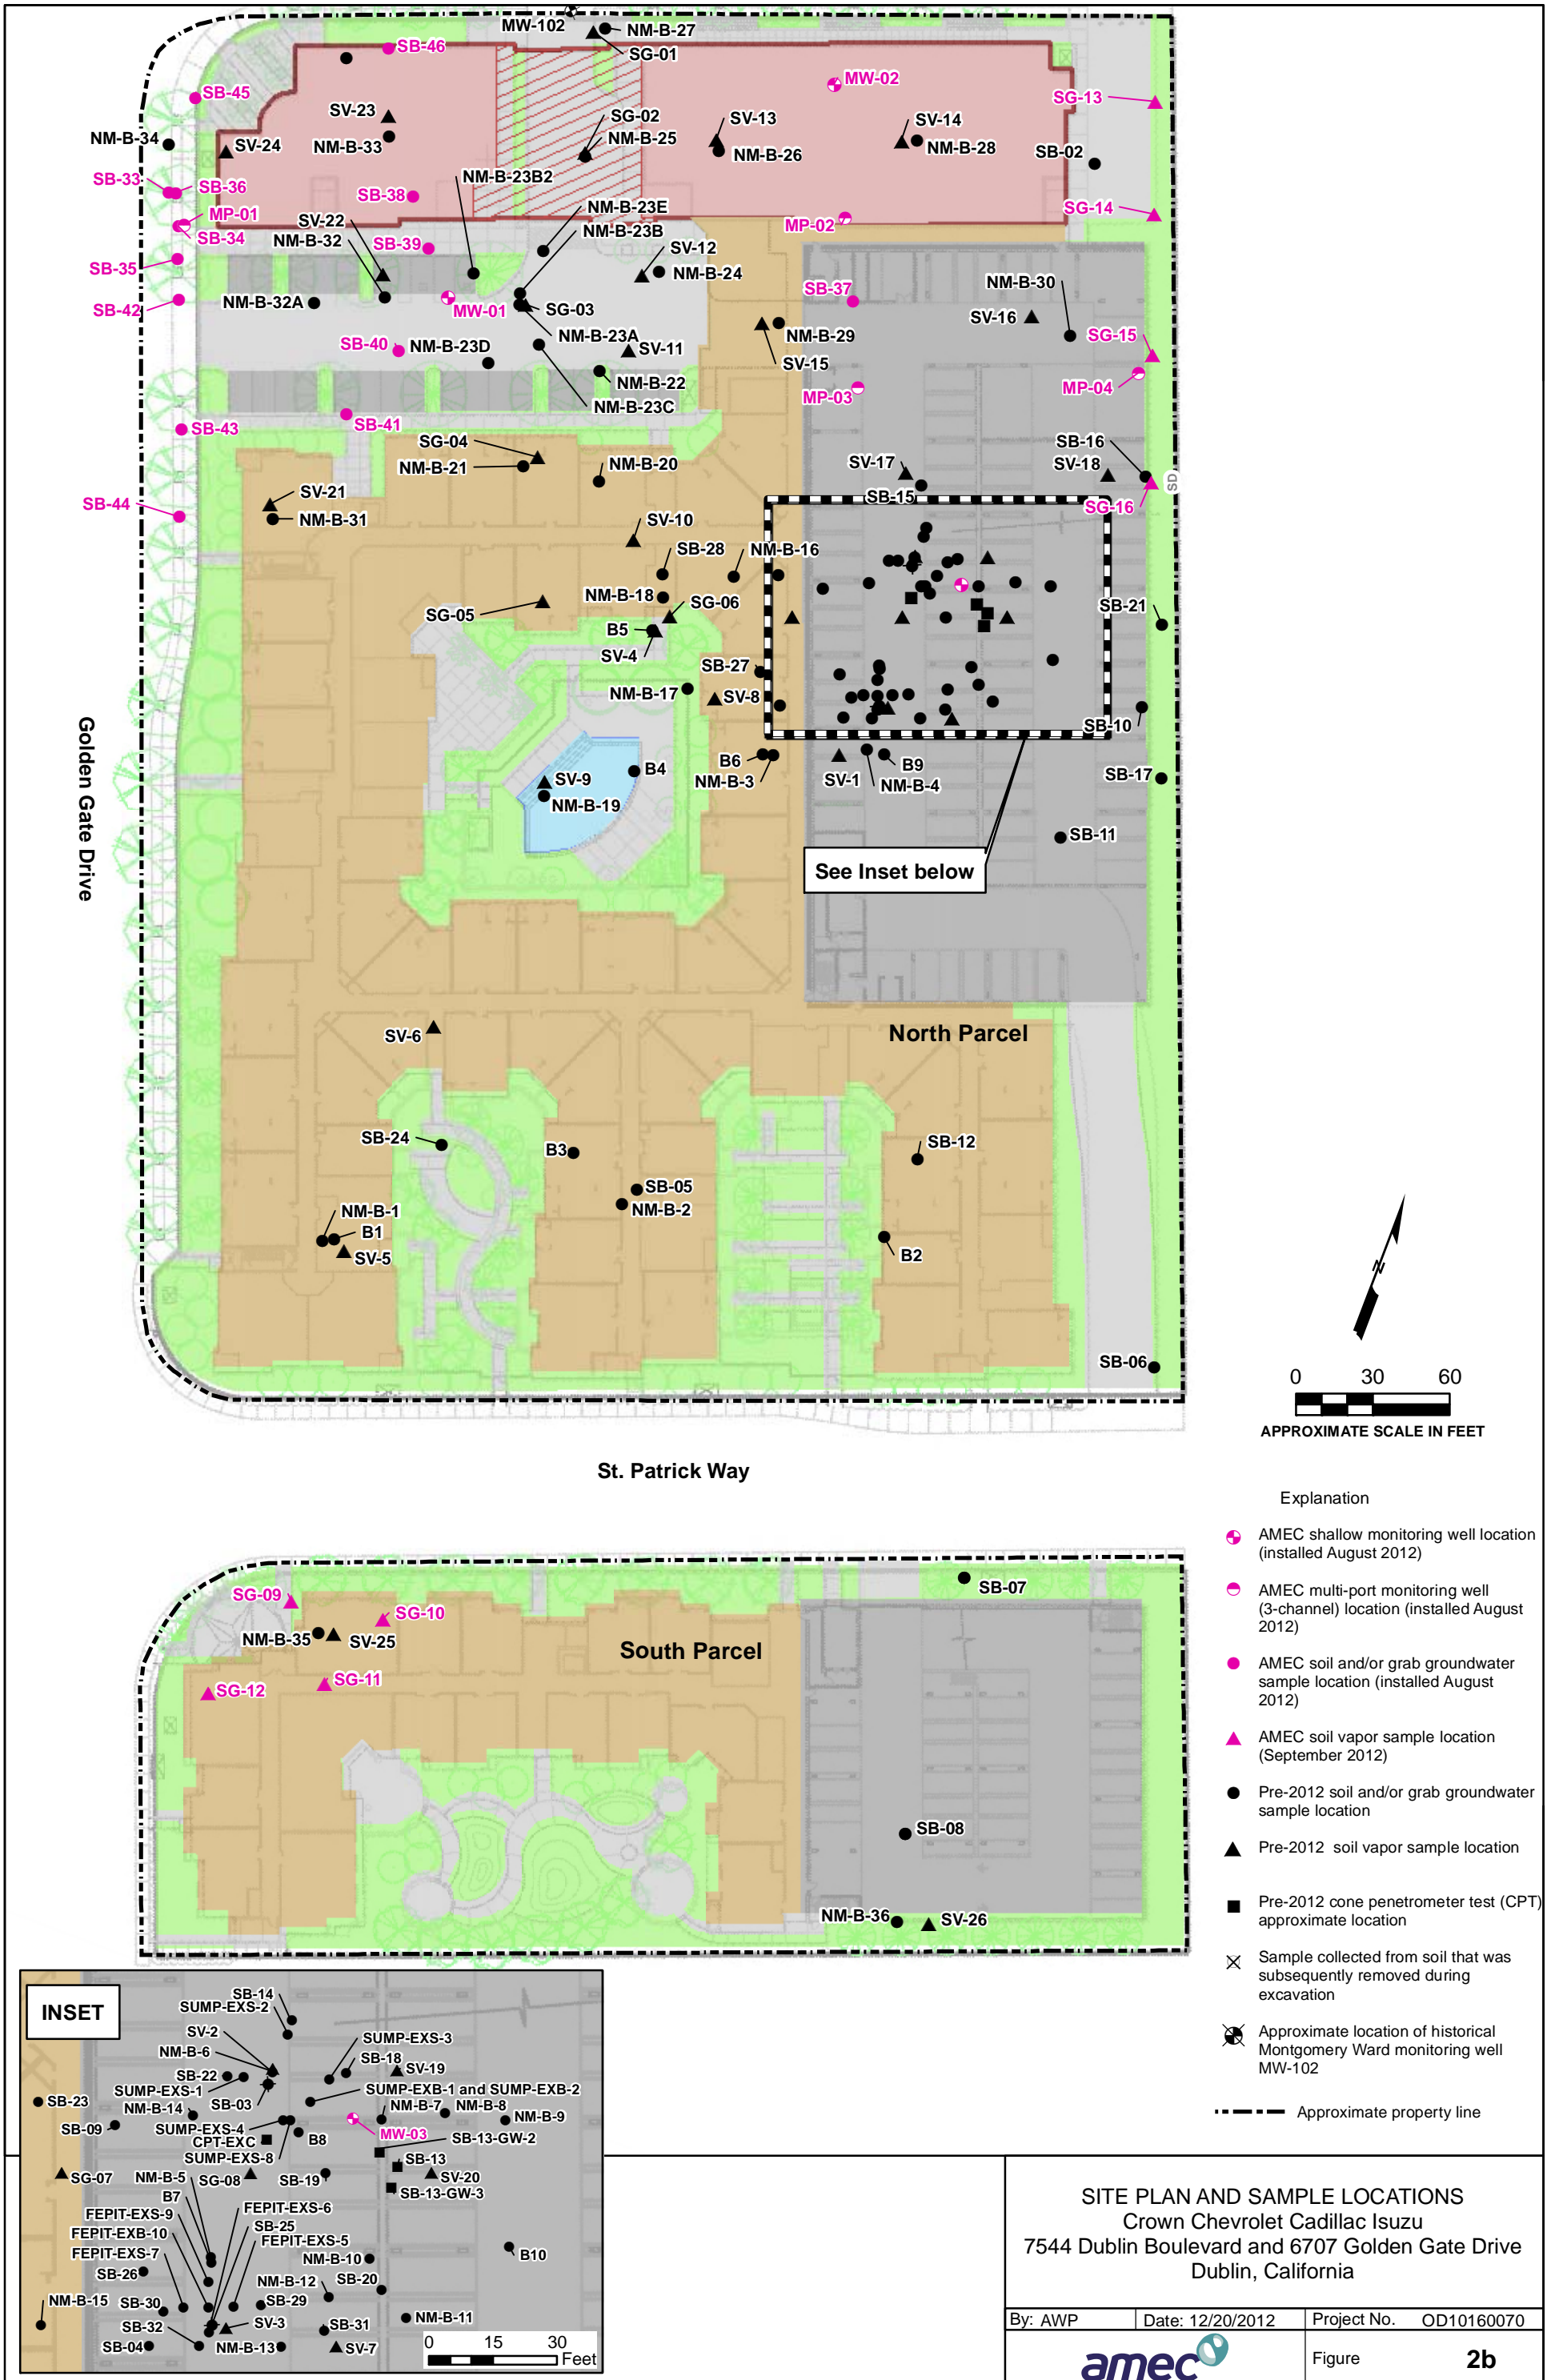 MW-102
NM-B-27
SG-01
SB-46
MW-02
SG-13
SB-45
SV-23
SG-02
SV-13
SV-14
NM-B-34
SV-24
NM-B-33
NM-B-25
NM-B-26
NM-B-28
SB-02
SB-33
SB-36
NM-B-23B2
SB-38
MP-01
SV-22
NM-B-23E
SG-14
NM-B-32
SB-34
NM-B-23B
MP-02
SB-39
SV-12
SB-35
NM-B-24
NM-B-30
SB-37
SB-42
NM-B-32A
MW-01
SG-03
SV-16
NM-B-23A
NM-B-29
SG-15
SB-40
NM-B-23D
SV-11
SV-15
NM-B-22
MP-03
MP-04
NM-B-23C
SB-43
SB-41
SG-04
SB-16
NM-B-21
NM-B-20
SV-17
SV-18
SD
SV-21
SB-15
SB-44
NM-B-31
SG-16
SV-10
SB-28
NM-B-16
NM-B-18
SG-06
SG-05
SB-21
B5
SV-4
SB-27
NM-B-17
SV-8
SB-10
Golden Gate Drive
B6
B9
B4
SV-9
NM-B-3
SV-1
NM-B-4
SB-17
NM-B-19
SB-11
See Inset below
SV-6
North Parcel
SB-24
B3
SB-12
SB-05
NM-B-2
NM-B-1
B1
SV-5
B2
SB-06
N
0 30 60
APPROXIMATE SCALE IN FEET
St. Patrick Way
SG-09
SG-10
SB-07
NM-B-35
SV-25
South Parcel
SG-11
SG-12
SB-08
NM-B-36
SV-26
Explanation
AMEC shallow monitoring well location
(installed August 2012)
AMEC multi-port monitoring well
(3-channel) location (installed August
2012)
AMEC soil and/or grab groundwater
sample location (installed August
2012)
AMEC soil vapor sample location
(September 2012)
Pre-2012 soil and/or grab groundwater
sample location
Pre-2012 soil vapor sample location
Pre-2012 cone penetrometer test (CPT)
approximate location
Sample collected from soil that was
subsequently removed during
excavation
Approximate location of historical
Montgomery Ward monitoring well
MW-102
Approximate property line
INSET
SB-14
SUMP-EXS-2
SV-2
SUMP-EXS-3
NM-B-6
SB-18
SV-19
SB-22
SUMP-EXS-1
SUMP-EXB-1 and SUMP-EXB-2
SB-23
SB-03
NM-B-14
NM-B-7
NM-B-8
NM-B-9
SB-09
SUMP-EXS-4
MW-03
CPT-EXC
B8
SB-13-GW-2
SUMP-EXS-8
SB-13
SG-07
NM-B-5
SG-08
SB-19
SV-20
B7
SB-13-GW-3
FEPIT-EXS-9
FEPIT-EXS-6
FEPIT-EXB-10
SB-25
FEPIT-EXS-5
FEPIT-EXS-7
NM-B-10
B10
SB-26
NM-B-12
SB-20
NM-B-15
SB-30
SB-29
NM-B-11
SB-32
SV-3
SB-31
SB-04
NM-B-13
SV-7
0 15 30
Feet
SITE PLAN AND SAMPLE LOCATIONS
Crown Chevrolet Cadillac Isuzu
7544 Dublin Boulevard and 6707 Golden Gate Drive
Dublin, California
By: AWP Date: 12/20/2012 Project No. OD10160070
amec Figure 2b